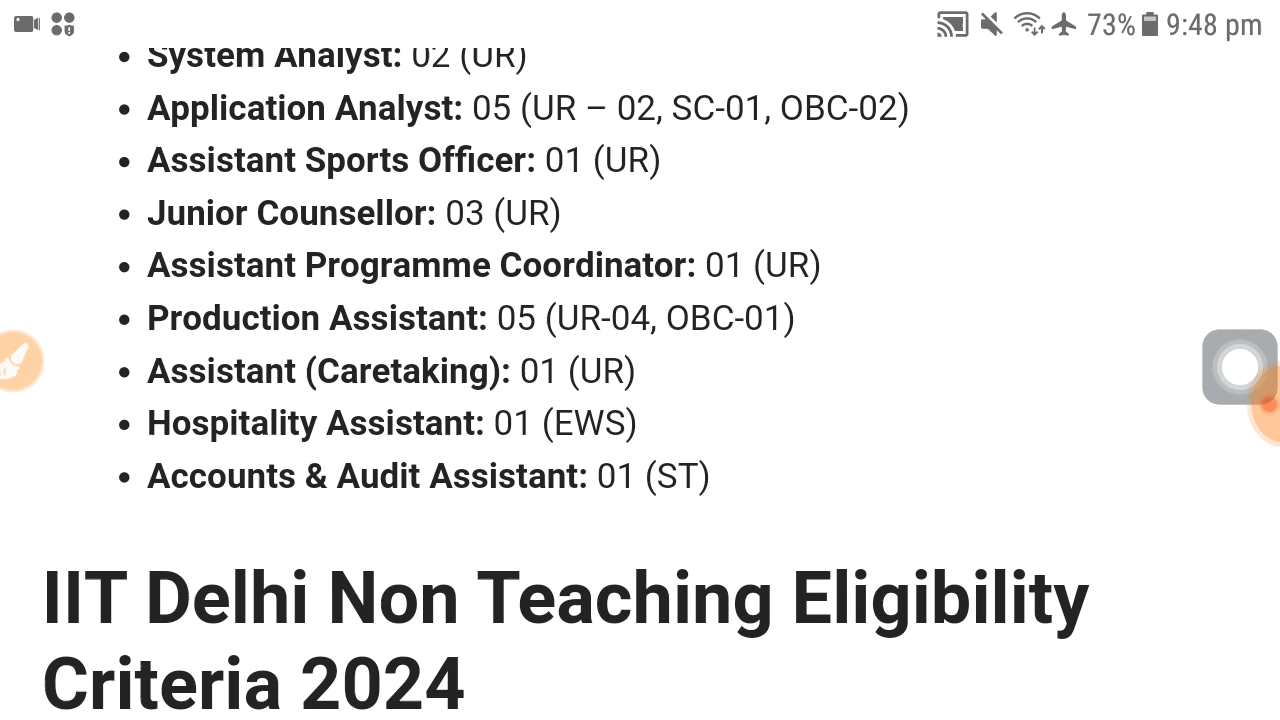 73% 9:48 pm
System Analyst: 02 (UR)
Application Analyst: 05 (UR – 02, SC-01, OBC-02)
Assistant Sports Officer: 01 (UR)
Junior Counsellor: 03 (UR)
Assistant Programme Coordinator: 01 (UR)
Production Assistant: 05 (UR-04, OBC-01)
Assistant (Caretaking): 01 (UR)
Hospitality Assistant: 01 (EWS)
Accounts & Audit Assistant: 01 (ST)
IIT Delhi Non Teaching Eligibility
Criteria 2024